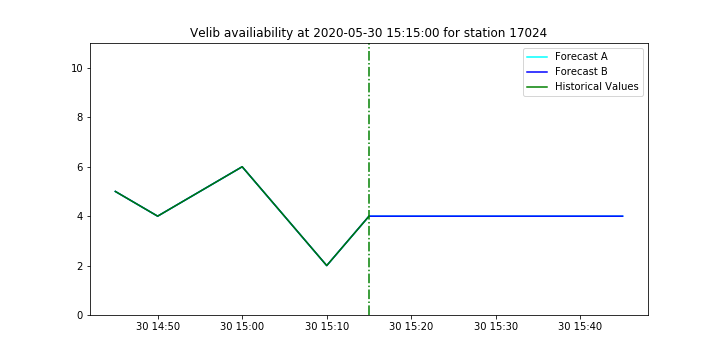 Velib availiability at 2020-05-30 15:15:00 for station 17024
Forecast A
Forecast B
Historical Values
10
8
6
4
2
0
30 14:50 30 15:00 30 15:10 30 15:20 30 15:30 30 15:40